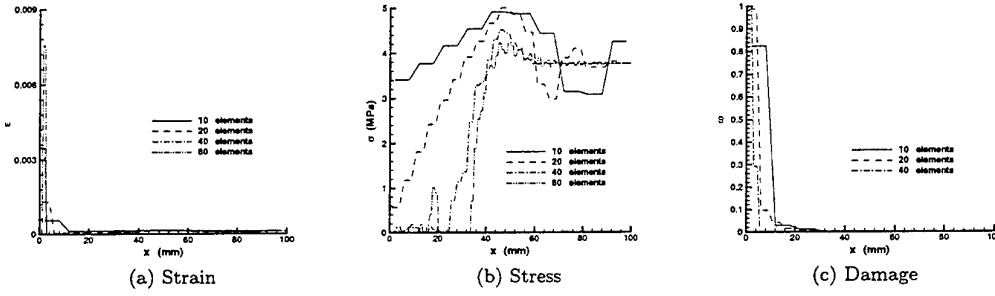 0.009
0.006
0.003
0
ε
0
20
40
60
80
100
x (mm)
10 elements
20 elements
40 elements
80 elements
(a) Strain
5
4
3
2
1
0
σ (MPa)
0
20
40
60
80
100
x (mm)
10 elements
20 elements
40 elements
80 elements
(b) Stress
1
0.9
0.8
0.7
0.6
0.5
0.4
0.3
0.2
0.1
0
0
20
40
60
80
100
x (mm)
10 elements
20 elements
40 elements
(c) Damage